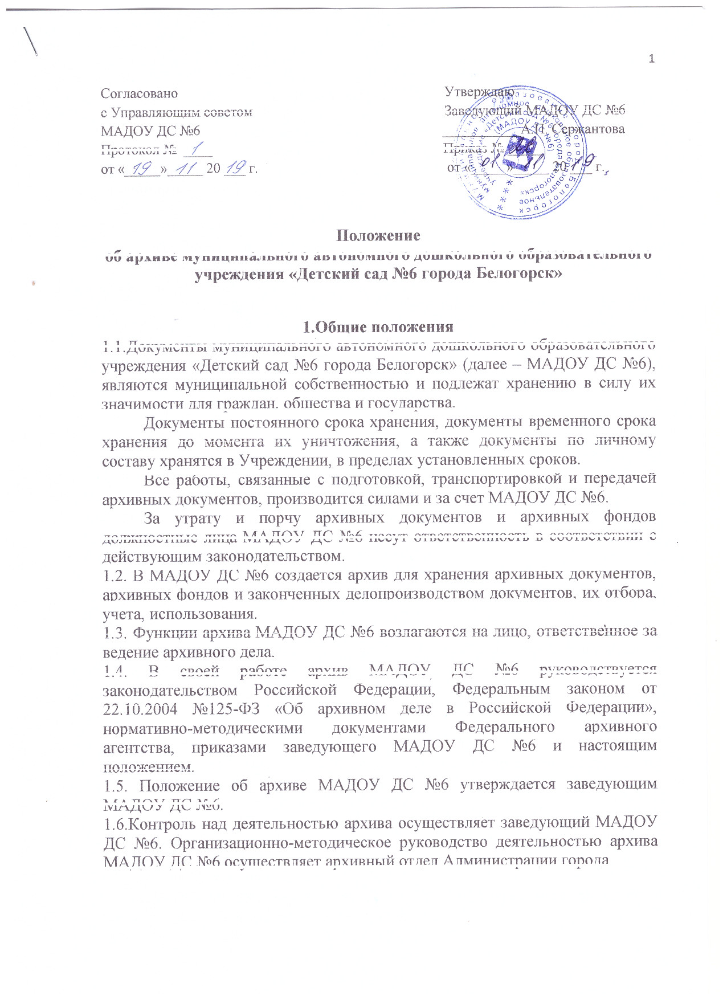 1
Согласовано
с Управляющим советом
МАДОУ ДС №6
Протокол № 1
от « 19 » 11 20 19 г.
Утверждаю
Заведующий МАДОУ ДС №6
А.П. Сержантова
Приказ №
от « 01 » 11 20 19 г.
Положение
об архиве муниципального автономного дошкольного образовательного
учреждения «Детский сад №6 города Белогорск»
1.Общие положения
1.1.Документы муниципального автономного дошкольного образовательного
учреждения «Детский сад №6 города Белогорск» (далее – МАДОУ ДС №6),
являются муниципальной собственностью и подлежат хранению в силу их
значимости для граждан, общества и государства.
Документы постоянного срока хранения, документы временного срока
хранения до момента их уничтожения, а также документы по личному
составу хранятся в Учреждении, в пределах установленных сроков.
Все работы, связанные с подготовкой, транспортировкой и передачей
архивных документов, производится силами и за счет МАДОУ ДС №6.
За утрату и порчу архивных документов и архивных фондов
должностные лица МАДОУ ДС №6 несут ответственность в соответствии с
действующим законодательством.
1.2. В МАДОУ ДС №6 создается архив для хранения архивных документов,
архивных фондов и законченных делопроизводством документов, их отбора,
учета, использования.
1.3. Функции архива МАДОУ ДС №6 возлагаются на лицо, ответственное за
ведение архивного дела.
1.4. В своей работе архив МАДОУ ДС №6 руководствуется
законодательством Российской Федерации, Федеральным законом от
22.10.2004 №125-ФЗ «Об архивном деле в Российской Федерации»,
нормативно-методическими документами Федерального архивного
агентства, приказами заведующего МАДОУ ДС №6 и настоящим
положением.
1.5. Положение об архиве МАДОУ ДС №6 утверждается заведующим
МАДОУ ДС №6.
1.6.Контроль над деятельностью архива осуществляет заведующий МАДОУ
ДС №6. Организационно-методическое руководство деятельностью архива
МАДОУ ДС №6 осуществляет архивный отдел Администрации города